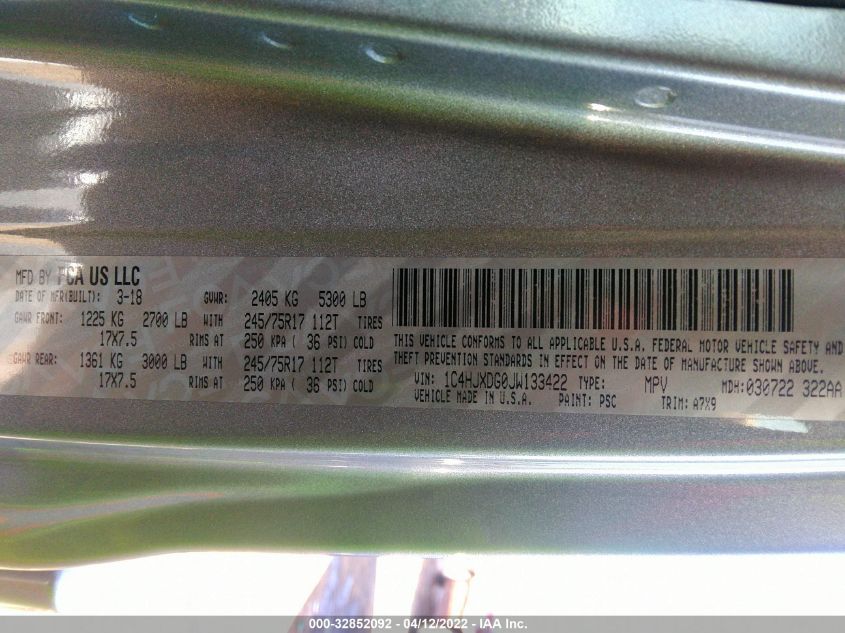 MFD BY FCA US LLC
DATE OF MFR(BUILT): 3-18 GVWR: 2405 KG 5300 LB
GAWR FRONT: 1225 KG 2700 LB WITH 245/75R17 112T TIRES
17X7.5 RIMS AT 250 KPA ( 36 PSI) COLD
GAWR REAR: 1361 KG 3000 LB WITH 245/75R17 112T TIRES
17X7.5 RIMS AT 250 KPA ( 36 PSI) COLD
THIS VEHICLE CONFORMS TO ALL APPLICABLE U.S.A. FEDERAL MOTOR VEHICLE SAFETY AND
THEFT PREVENTION STANDARDS IN EFFECT ON THE DATE OF MANUFACTURE SHOWN ABOVE.
VIN: 1C4HJXDG0JW133422 TYPE: MPV MDH: 030722 322AA
VEHICLE MADE IN U.S.A. PAINT: PSC TRIM: A7X9
000-32852092 - 04/12/2022 - IAA Inc.